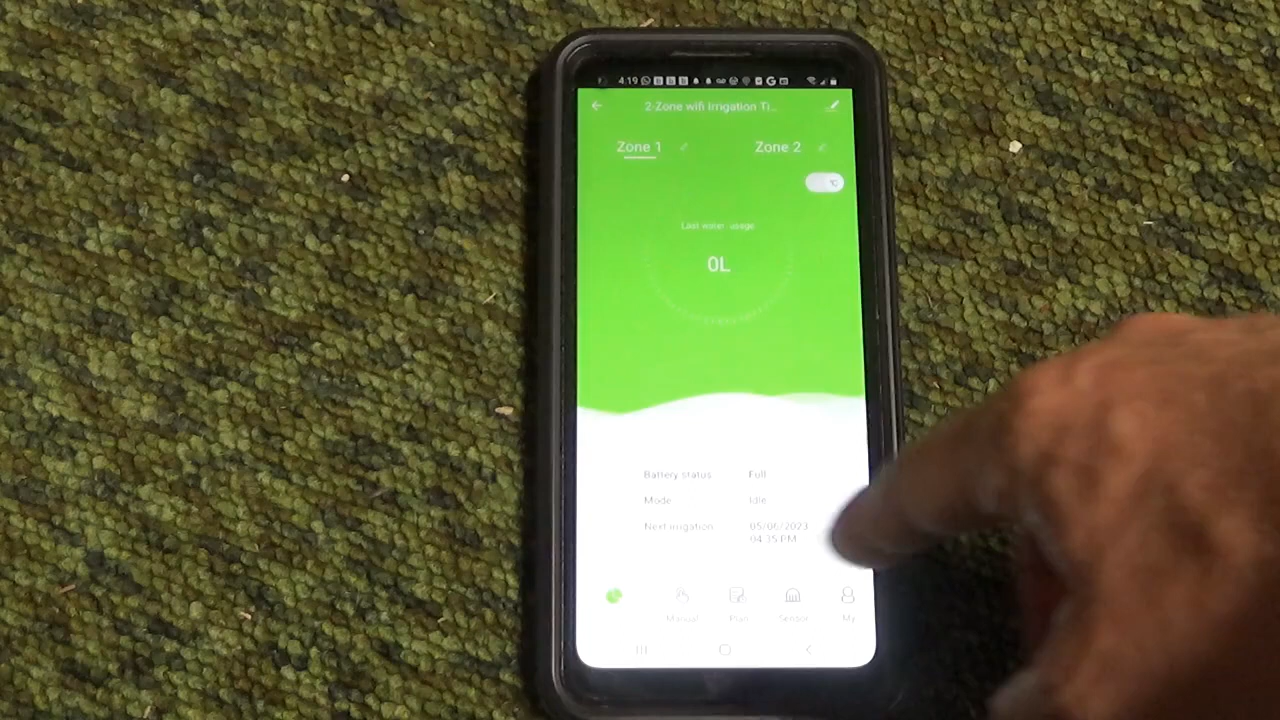 4:19
2-Zone wifi Irrigation Ti...
Zone 1 Zone 2
°C
Last water usage
0L
Battery status Full
Mode Idle
Next irrigation 05/06/2023
04:35 PM
Manual Plan Sensor My